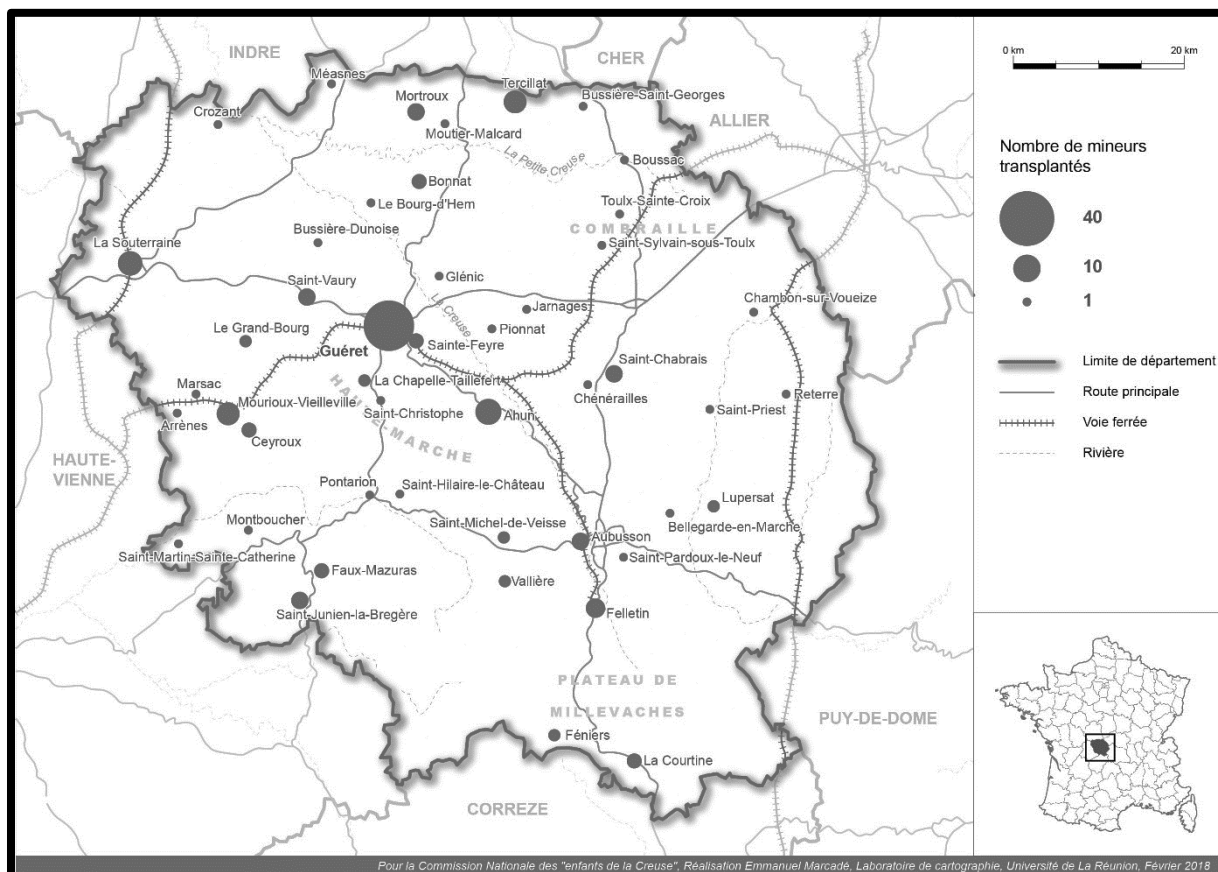 INDRE
CHER
ALLIER
HAUTE-
VIENNE
CORREZE
PUY-DE-DOME
Méasnes
Tercillat
Mortroux
Bussière-Saint-Georges
Crozant
Moutier-Malcard
La Petite Creuse
Boussac
Bonnat
Le Bourg-d'Hem
Toulx-Sainte-Croix
COMBRAILLE
Bussière-Dunoise
Saint-Sylvain-sous-Toulx
La Souterraine
Saint-Vaury
Glénic
La Creuse
Jarnages
Chambon-sur-Voueize
Le Grand-Bourg
Pionnat
Guéret
Sainte-Feyre
Saint-Chabrais
La Chapelle-Taillefert
Marsac
Mourioux-Vieilleville
Saint-Christophe
Ahun
Chénérailles
Reterre
Saint-Priest
Arrènes
Ceyroux
HAUTE-MARCHE
Pontarion
Saint-Hilaire-le-Château
Lupersat
Montboucher
Saint-Michel-de-Veisse
Bellegarde-en-Marche
Aubusson
Saint-Martin-Sainte-Catherine
Saint-Pardoux-le-Neuf
Faux-Mazuras
Vallière
Saint-Junien-la-Bregère
Felletin
PLATEAU DE
MILLEVACHES
Féniers
La Courtine
0 km 20 km
Nombre de mineurs
transplantés
40
10
1
Limite de département
Route principale
Voie ferrée
Rivière
Pour la Commission Nationale des "enfants de la Creuse", Réalisation Emmanuel Marcadé, Laboratoire de cartographie, Université de La Réunion, Février 2018